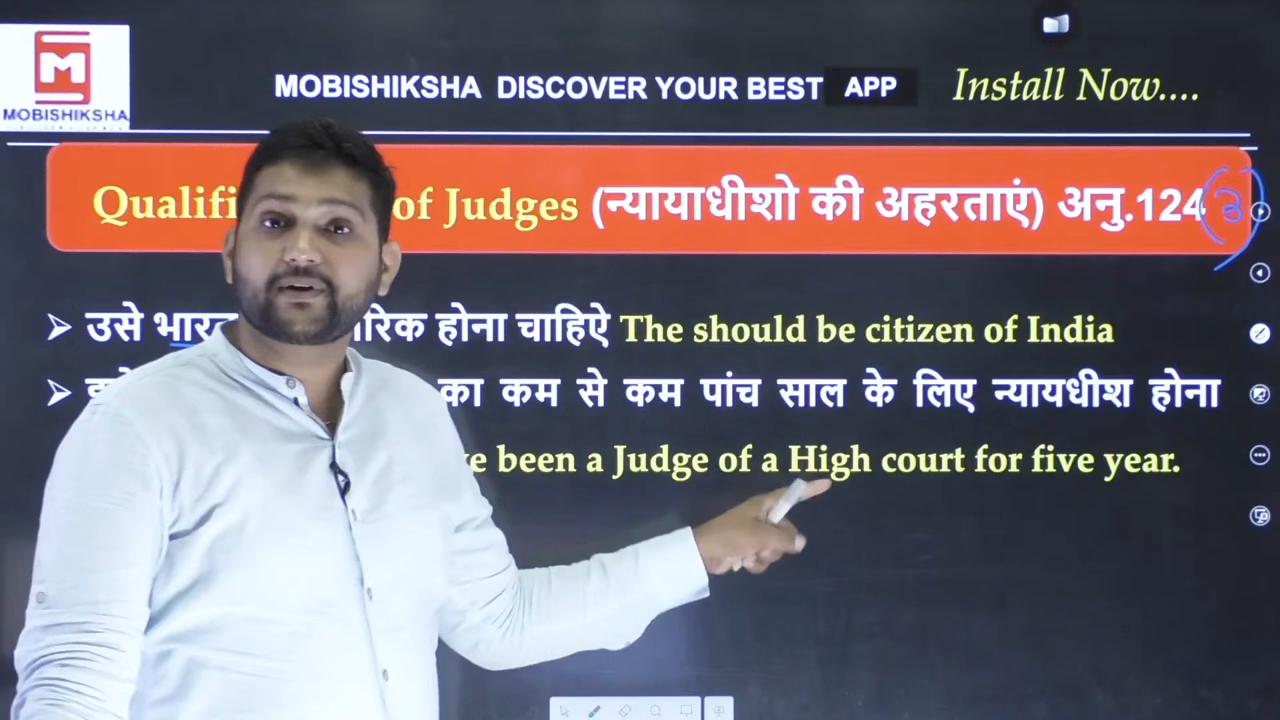 MOBISHIKSHA DISCOVER YOUR BEST APP Install Now....
M
MOBISHIKSHA
of Judges (न्यायाधीशो की अहरताएं) अनु.124(3)
उसे होना चाहिऐ The should be citizen of India
का कम से कम पांच साल के लिए न्यायधीश होना
been a Judge of a High court for five year.